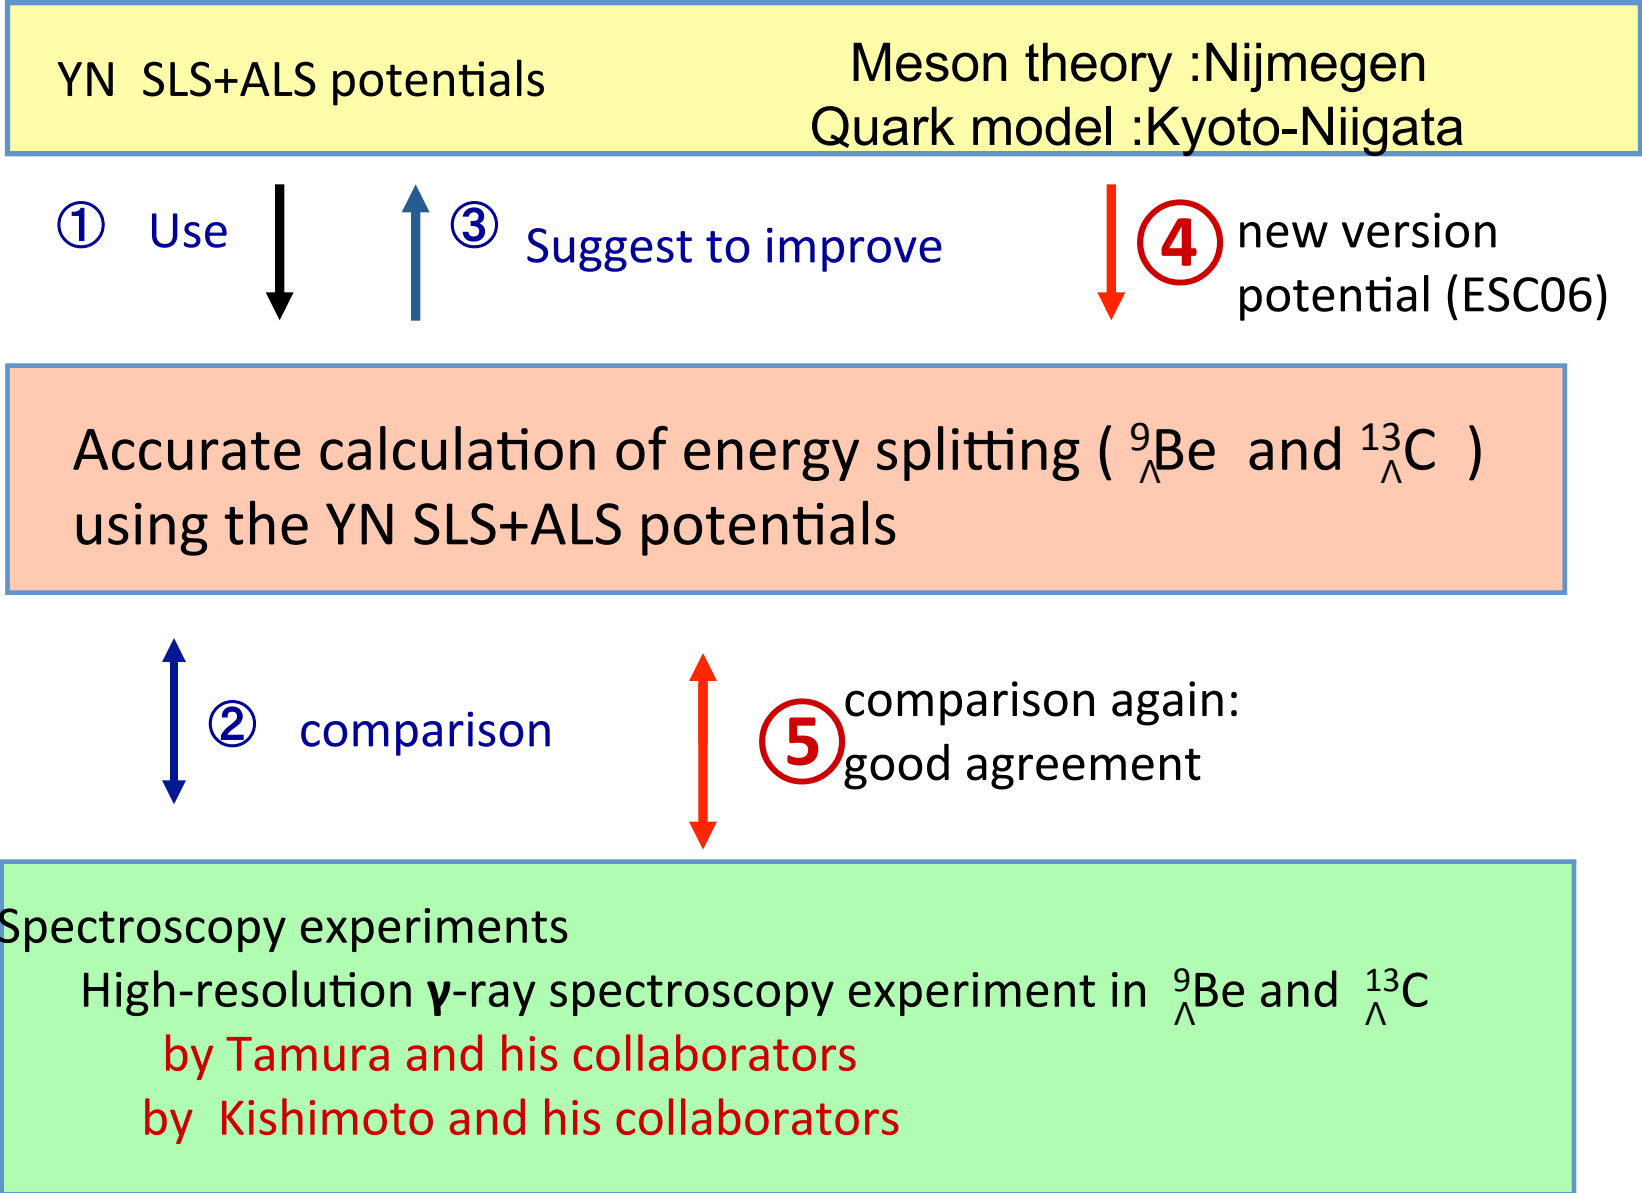 YN SLS+ALS potentials
Meson theory :Nijmegen
Quark model :Kyoto-Niigata
① Use
③ Suggest to improve
④ new version
potential (ESC06)
Accurate calculation of energy splitting ( ⁹ΛBe and ¹³ΛC )
using the YN SLS+ALS potentials
② comparison
⑤ comparison again:
good agreement
Spectroscopy experiments
High-resolution γ-ray spectroscopy experiment in ⁹ΛBe and ¹³ΛC
by Tamura and his collaborators
by Kishimoto and his collaborators